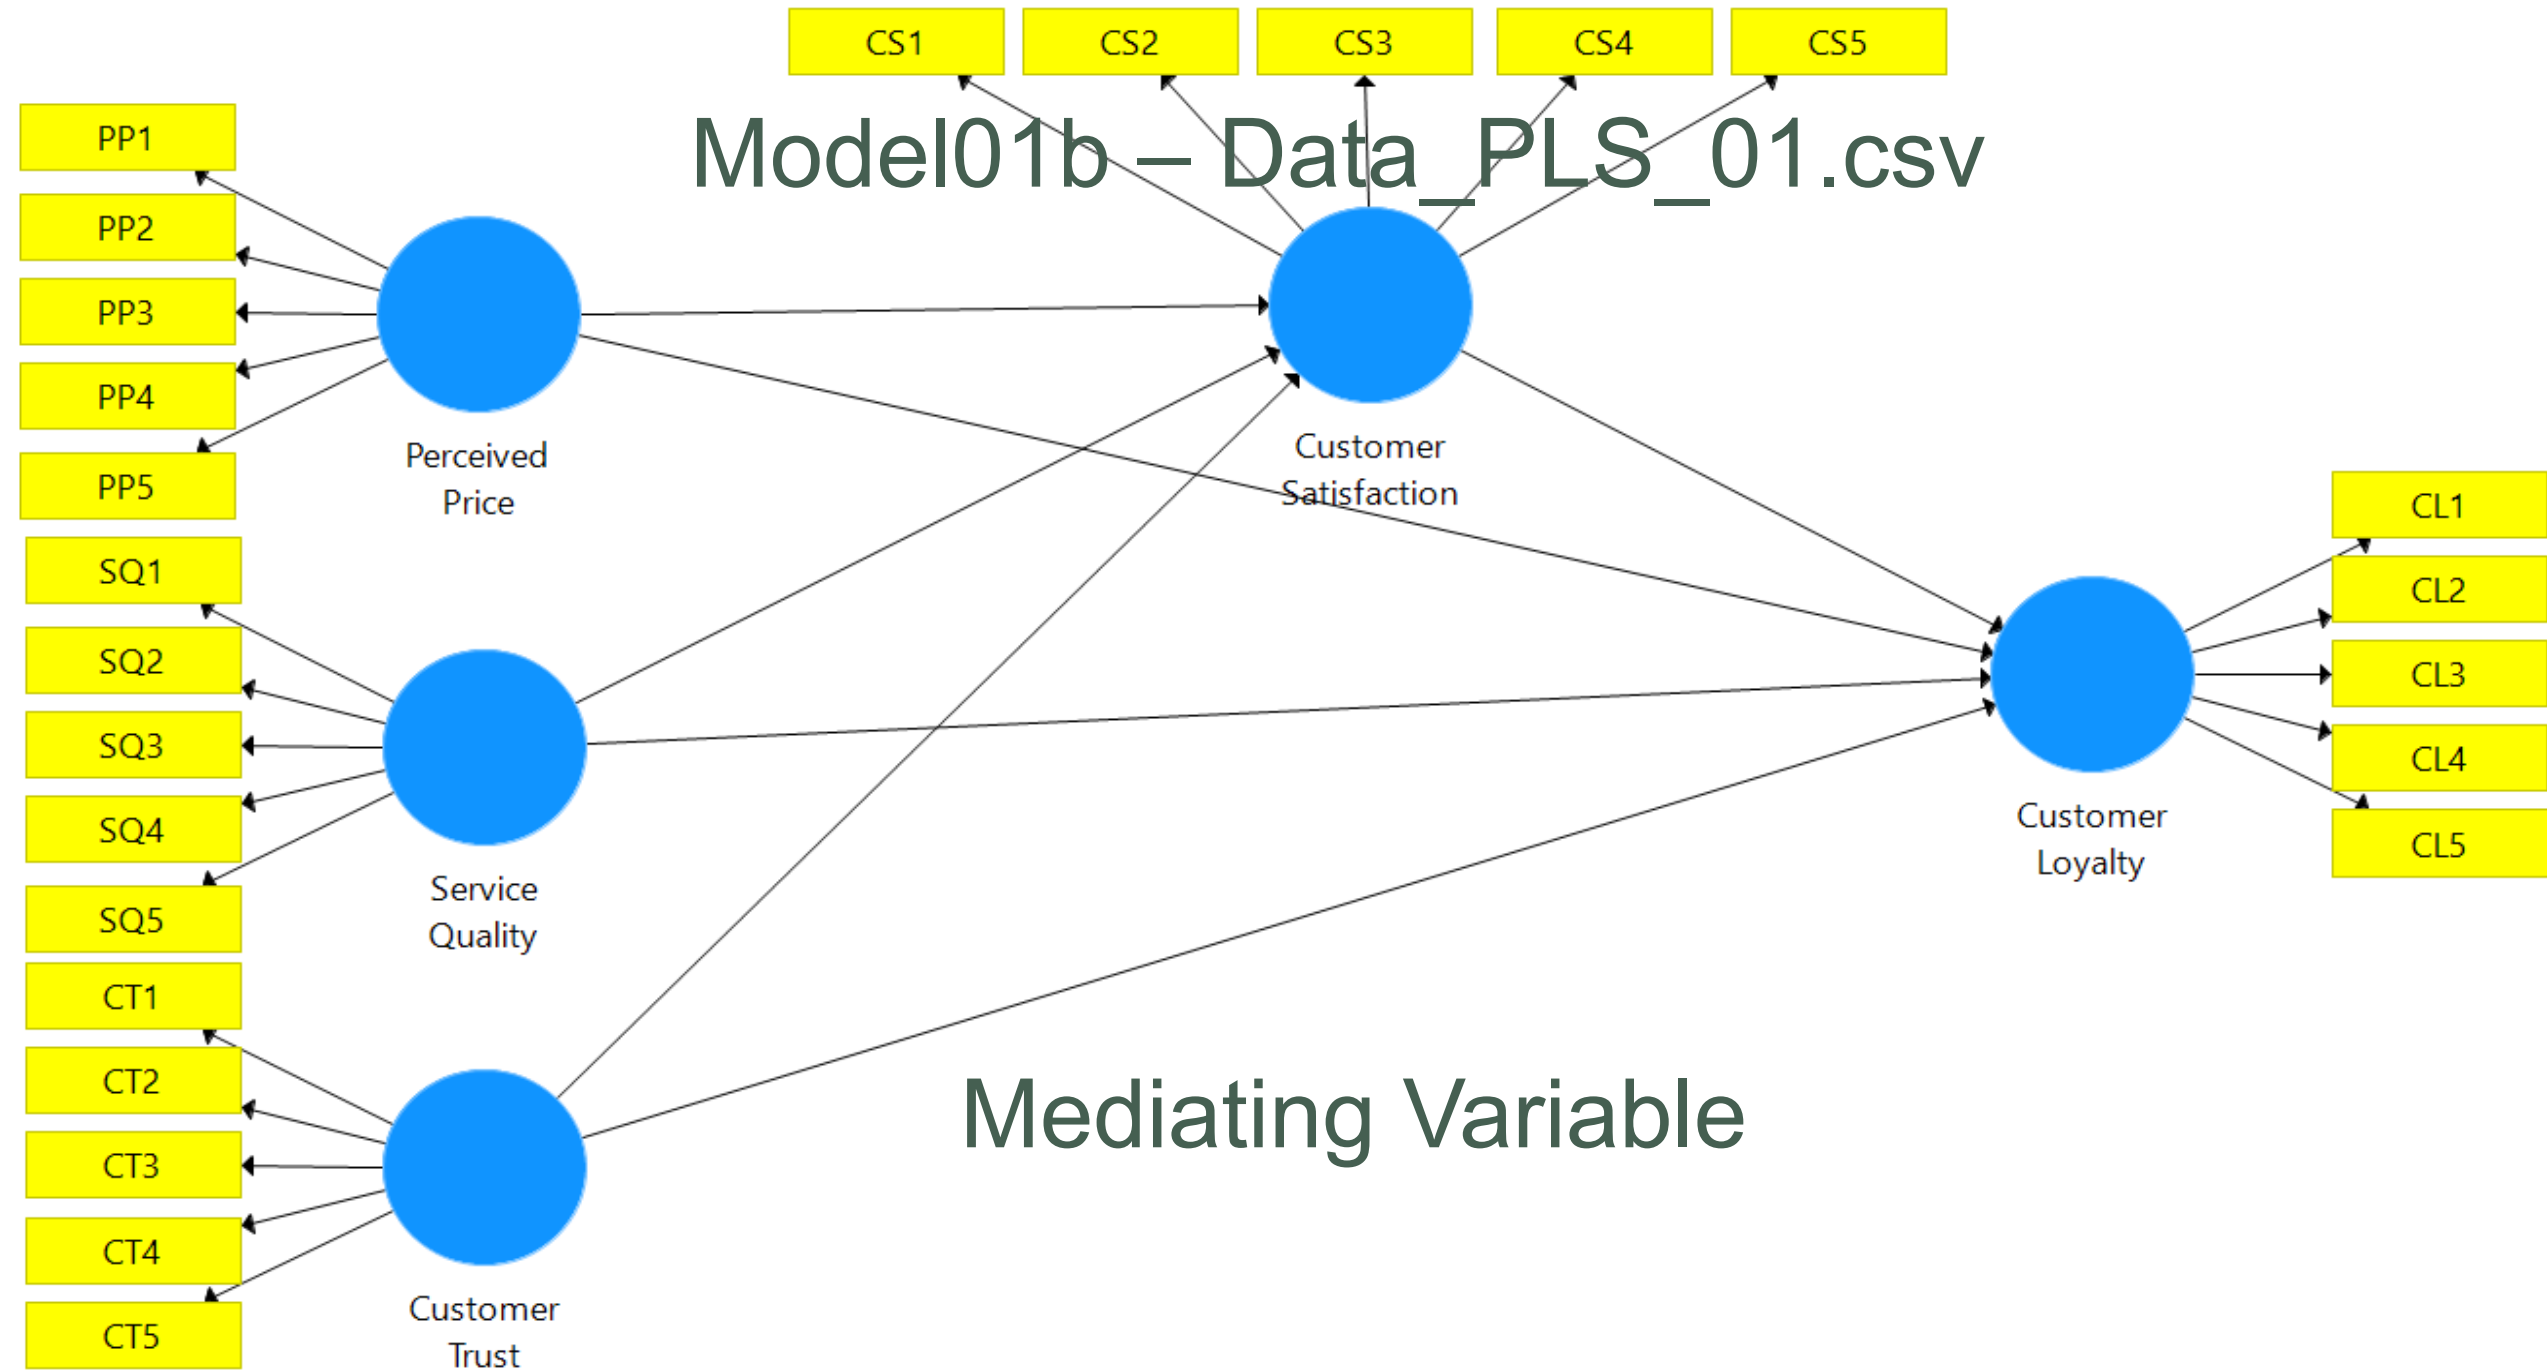 CS1
CS2
CS3
CS4
CS5
Model01b – Data_PLS_01.csv
PP1
PP2
PP3
PP4
PP5
Perceived
Price
Customer
Satisfaction
SQ1
SQ2
SQ3
SQ4
SQ5
Service
Quality
CL1
CL2
CL3
CL4
CL5
Customer
Loyalty
CT1
CT2
CT3
CT4
CT5
Customer
Trust
Mediating Variable